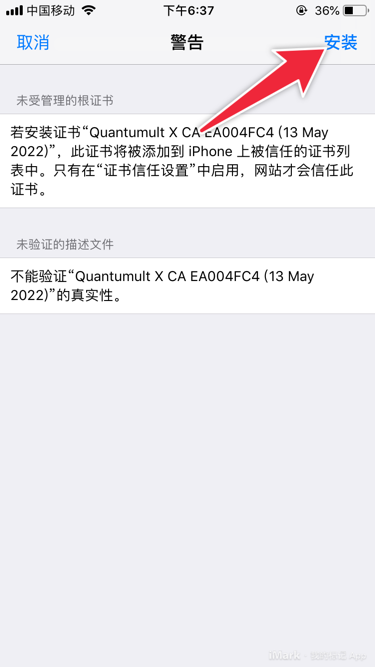 中国移动 下午6:37 36%
取消 警告 安装
未受管理的根证书
若安装证书“Quantumult X CA EA004FC4 (13 May
2022)”，此证书将被添加到 iPhone 上被信任的证书列
表中。只有在“证书信任设置”中启用，网站才会信任此
证书。
未验证的描述文件
不能验证“Quantumult X CA EA004FC4 (13 May
2022)”的真实性。
iMark
App